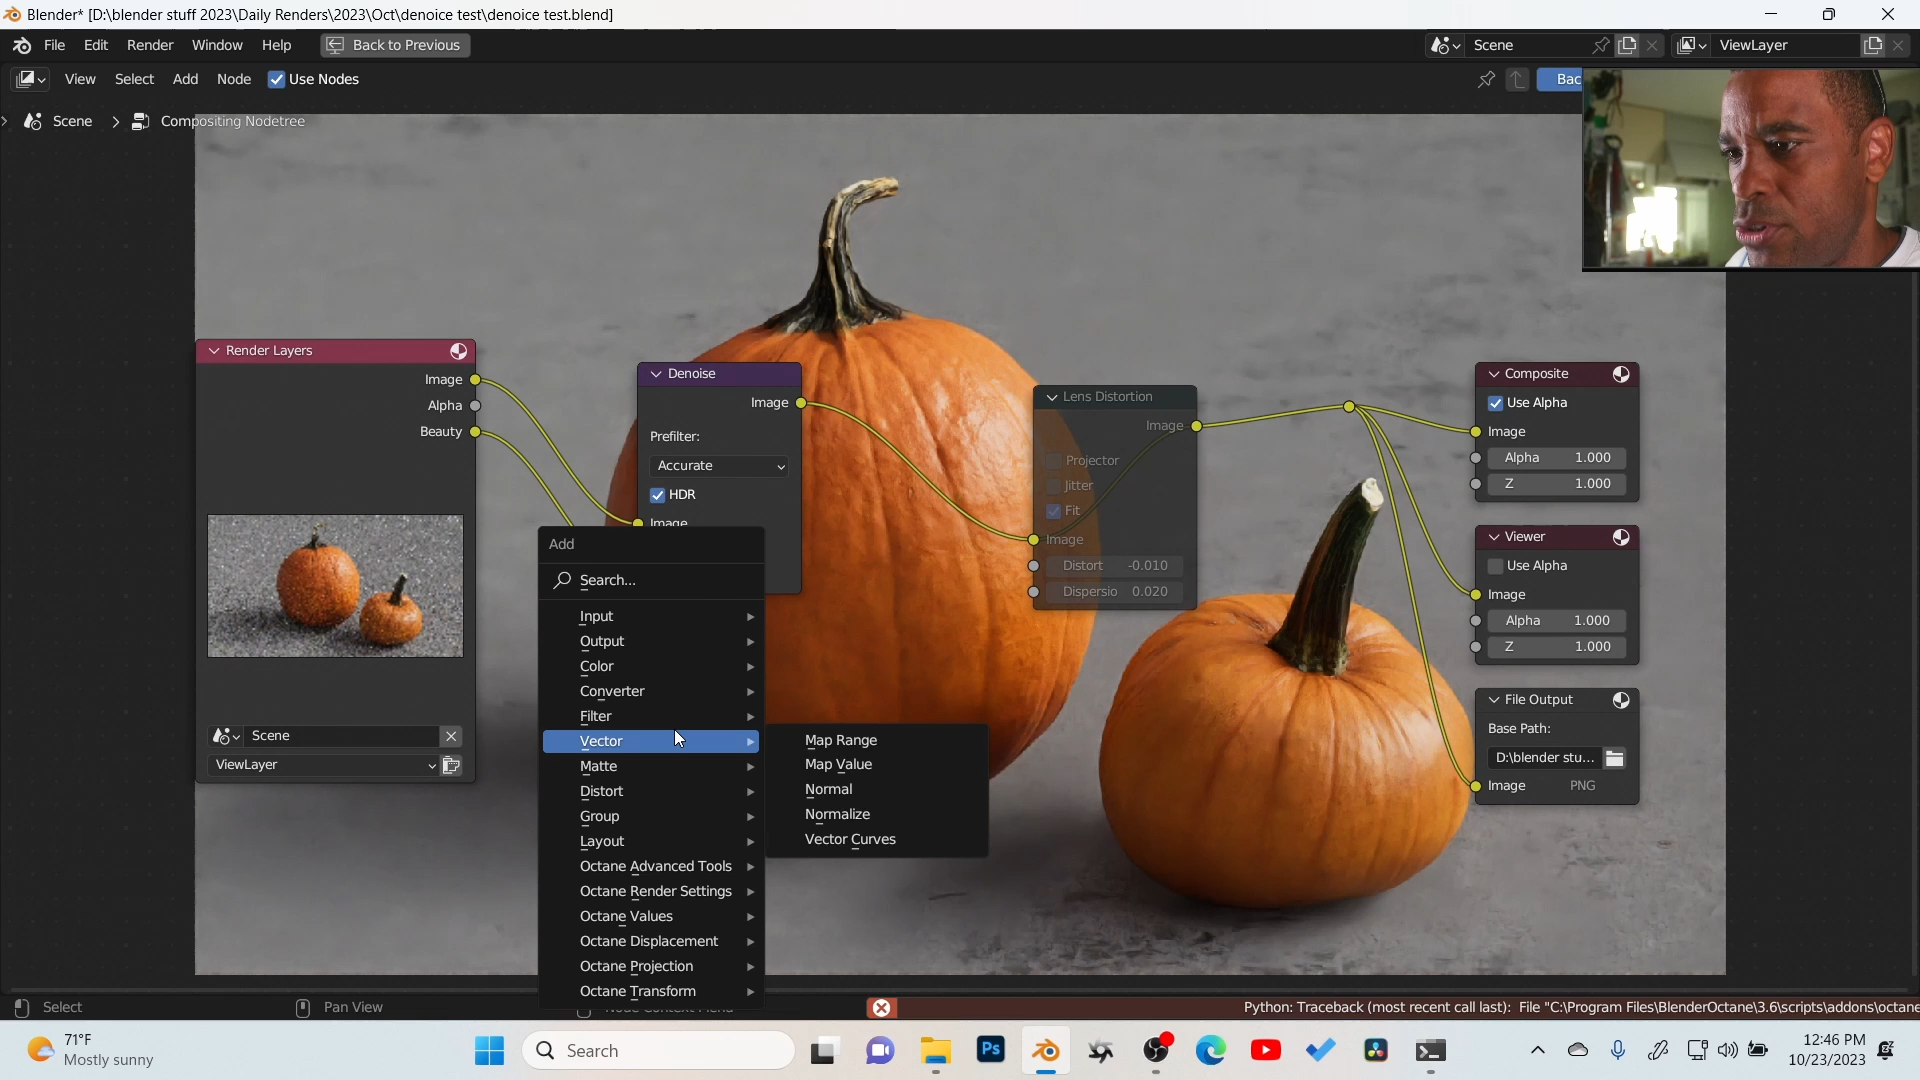 Blender* [D:\blender stuff 2023\Daily Renders\2023\Oct\denoice test\denoice test.blend]
File Edit Render Window Help Back to Previous Scene ViewLayer
View Select Add Node Use Nodes Bac
Scene Compositing Nodetree
Render Layers
Image
Alpha
Beauty
Scene
ViewLayer
Denoise
Image
Prefilter:
Accurate
HDR
Image
Add
Search...
Input
Output
Color
Converter
Filter
Vector
Matte
Distort
Group
Layout
Octane Advanced Tools
Octane Render Settings
Octane Values
Octane Displacement
Octane Projection
Octane Transform
Map Range
Map Value
Normal
Normalize
Vector Curves
Lens Distortion
Image
Projector
Jitter
Fit
Image
Distort -0.010
Dispersio 0.020
Composite
Use Alpha
Image
Alpha 1.000
Z 1.000
Viewer
Use Alpha
Image
Alpha 1.000
Z 1.000
File Output
Base Path:
D:\blender stu...
Image PNG
Select Pan View Python: Traceback (most recent call last): File "C:\Program Files\BlenderOctane\3.6\scripts\addons\octane
71°F
Mostly sunny
Search
Ps
12:46 PM
10/23/2023